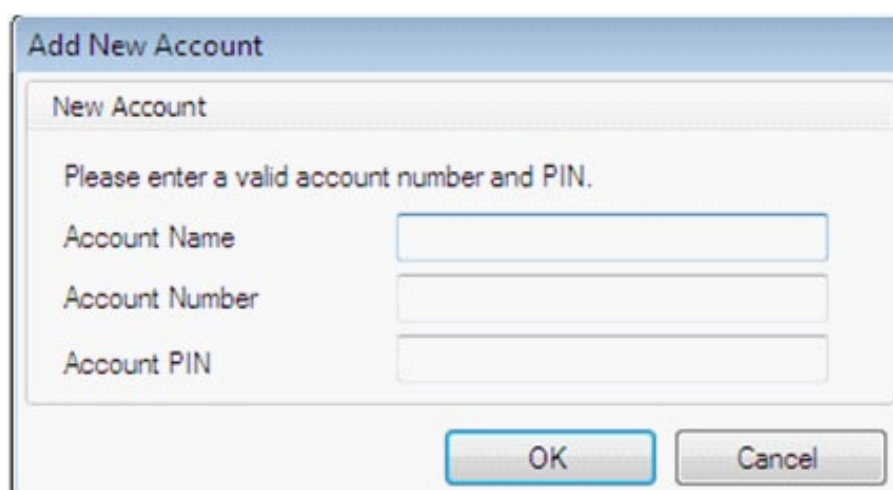 Add New Account
New Account
Please enter a valid account number and PIN.
Account Name
Account Number
Account PIN
OK Cancel